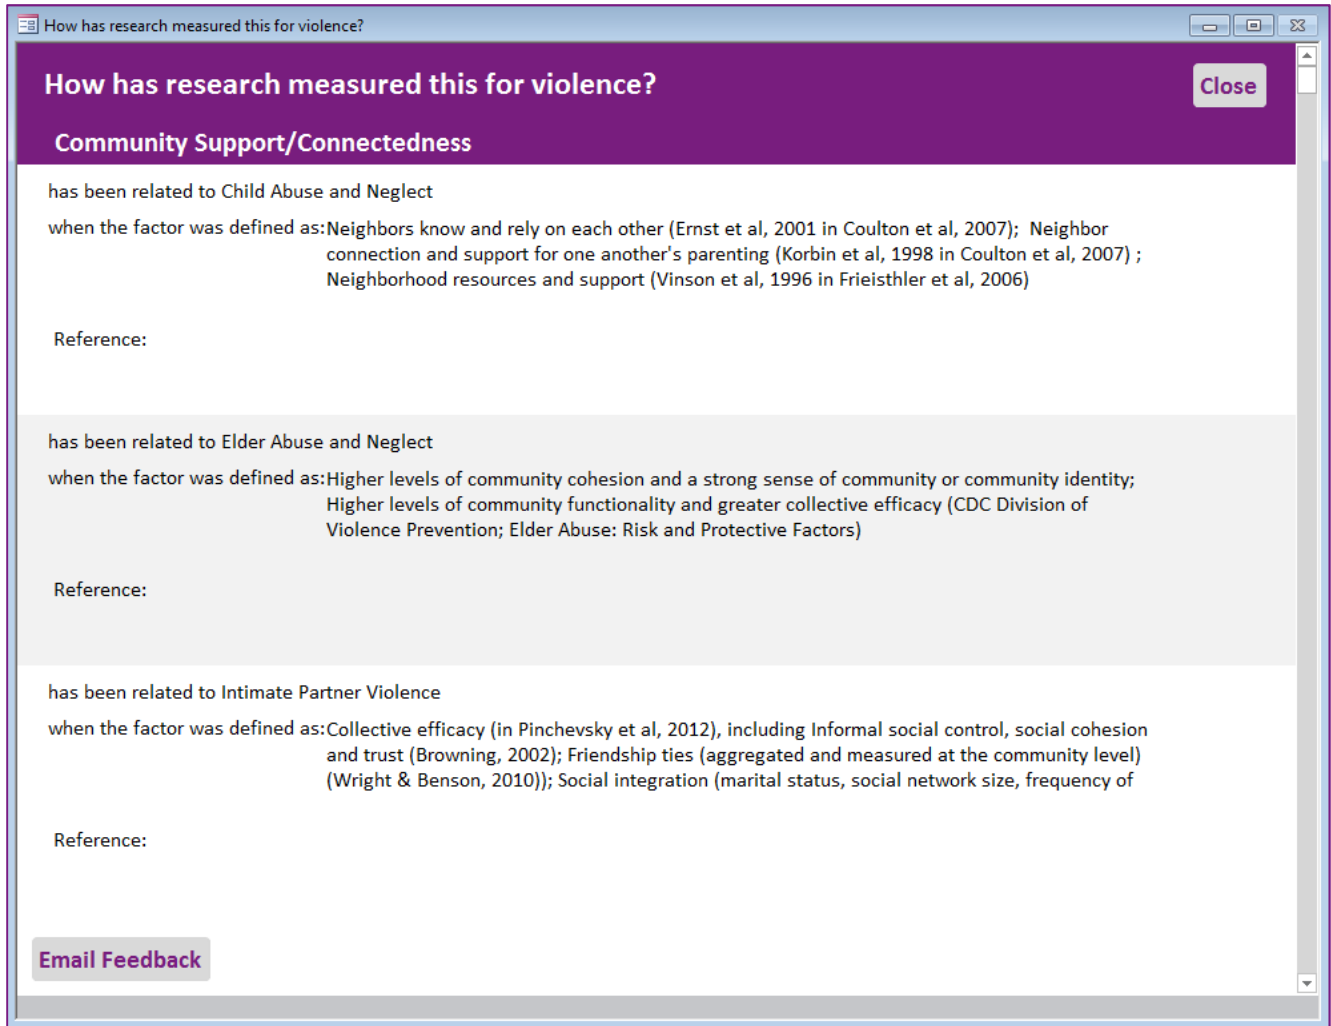 How has research measured this for violence?
How has research measured this for violence?
Close
Community Support/Connectedness
has been related to Child Abuse and Neglect
when the factor was defined as: Neighbors know and rely on each other (Ernst et al, 2001 in Coulton et al, 2007);  Neighbor
connection and support for one another's parenting (Korbin et al, 1998 in Coulton et al, 2007) ;
Neighborhood resources and support (Vinson et al, 1996 in Frieisthler et al, 2006)
Reference:
has been related to Elder Abuse and Neglect
when the factor was defined as: Higher levels of community cohesion and a strong sense of community or community identity;
Higher levels of community functionality and greater collective efficacy (CDC Division of
Violence Prevention; Elder Abuse: Risk and Protective Factors)
Reference:
has been related to Intimate Partner Violence
when the factor was defined as: Collective efficacy (in Pinchevsky et al, 2012), including Informal social control, social cohesion
and trust (Browning, 2002); Friendship ties (aggregated and measured at the community level)
(Wright & Benson, 2010)); Social integration (marital status, social network size, frequency of
Reference:
Email Feedback